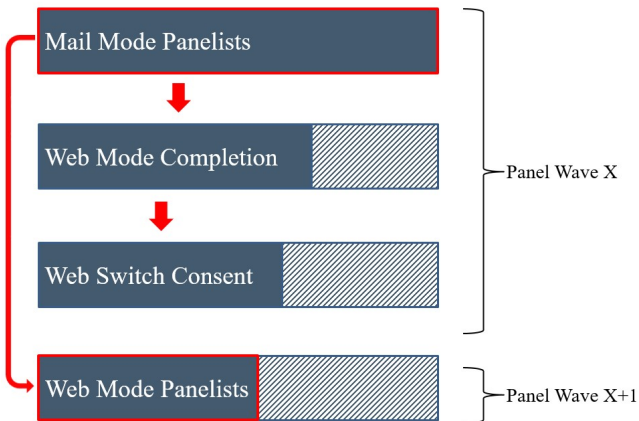 Mail Mode Panelists
Web Mode Completion
Panel Wave X
Web Switch Consent
Web Mode Panelists
Panel Wave X+1